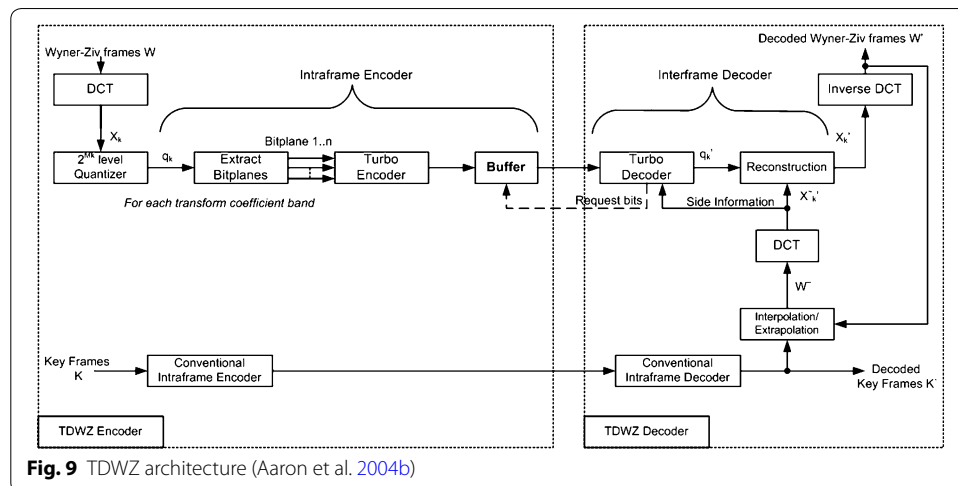 Wyner-Ziv frames W
DCT
Xk
2^Mk level
Quantizer
qk
Intraframe Encoder
Extract
Bitplanes
Bitplane 1..n
Turbo
Encoder
Buffer
For each transform coefficient band
Decoded Wyner-Ziv frames W'
Interframe Decoder
Inverse DCT
Turbo
Decoder
qk'
Reconstruction
Xk'
Request bits
Side Information
X~k'
DCT
W~
Interpolation/
Extrapolation
Key Frames
K
Conventional
Intraframe Encoder
Conventional
Intraframe Decoder
Decoded
Key Frames K'
TDWZ Encoder
TDWZ Decoder
Fig. 9 TDWZ architecture (Aaron et al. 2004b)